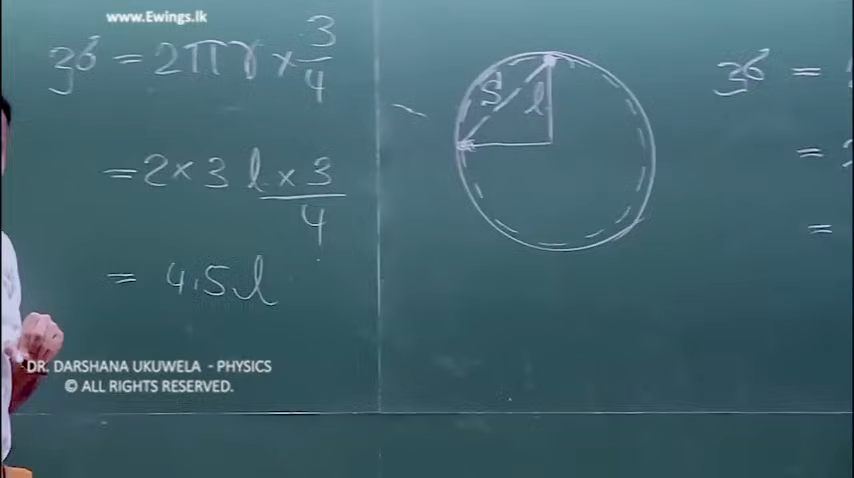 www.Ewings.lk
දුර = 2πr × 3/4
= 2 × 3 l × 3/4
= 4.5 l
S
l
දුර =
=
=
DR. DARSHANA UKUWELA - PHYSICS
© ALL RIGHTS RESERVED.